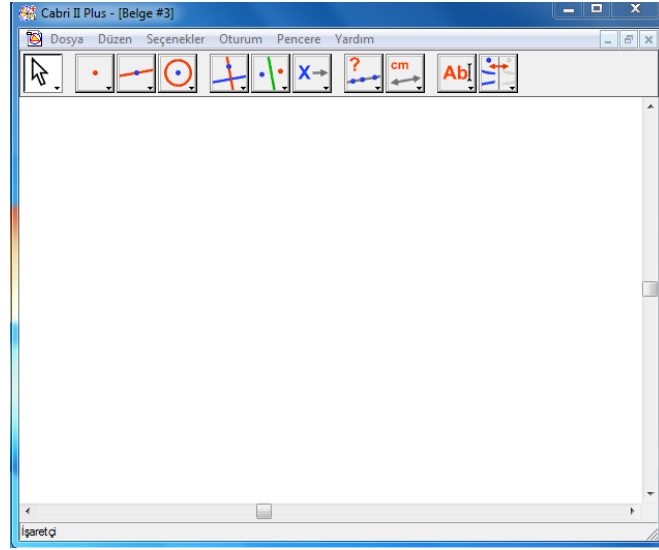 Cabri II Plus - [Belge #3]
Dosya Düzen Seçenekler Oturum Pencere Yardım
X ? cm Ab
İşaretçi